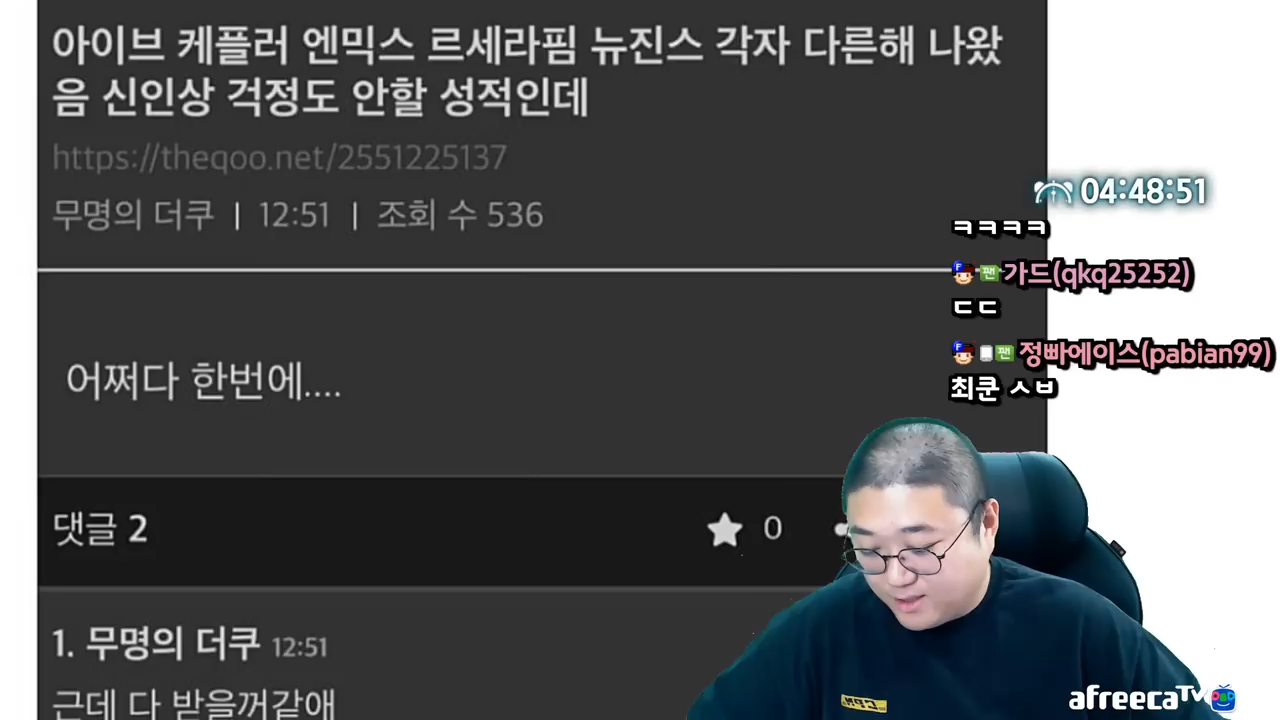 아이브 케플러 엔믹스 르세라핌 뉴진스 각자 다른해 나왔
음 신인상 걱정도 안할 성적인데
https://theqoo.net/2551225137
무명의 더쿠 | 12:51 | 조회 수 536
04:48:51
ㅋㅋㅋㅋ
F 팬 가드(qkq25252)
ㄷㄷ
F 팬 정빠에이스(pabian99)
최쿤 ㅅㅂ
어쩌다 한번에....
댓글 2
0
1. 무명의 더쿠 12:51
근데 다 받을꺼같애
afreecaTV